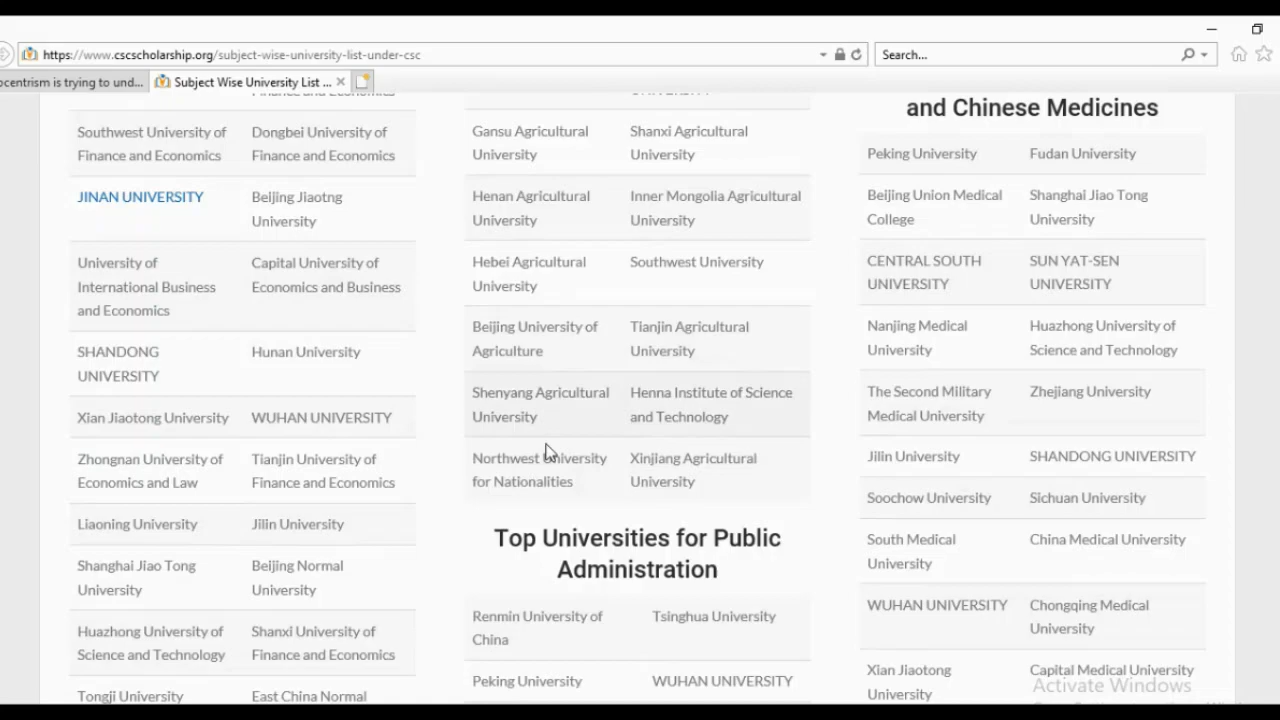 https://www.cscscholarship.org/subject-wise-university-list-under-csc
Search...
ocentrism is trying to und...
Subject Wise University List ...
Finance and Economics
Southwest University of
Finance and Economics
Dongbei University of
Finance and Economics
JINAN UNIVERSITY
Beijing Jiaotng
University
University of
International Business
and Economics
Capital University of
Economics and Business
SHANDONG
UNIVERSITY
Hunan University
Xian Jiaotong University
WUHAN UNIVERSITY
Zhongnan University of
Economics and Law
Tianjin University of
Finance and Economics
Liaoning University
Jilin University
Shanghai Jiao Tong
University
Beijing Normal
University
Huazhong University of
Science and Technology
Shanxi University of
Finance and Economics
Tongji University
East China Normal
UNIVERSITY
Gansu Agricultural
University
Shanxi Agricultural
University
Henan Agricultural
University
Inner Mongolia Agricultural
University
Hebei Agricultural
University
Southwest University
Beijing University of
Agriculture
Tianjin Agricultural
University
Shenyang Agricultural
University
Henna Institute of Science
and Technology
Northwest University
for Nationalities
Xinjiang Agricultural
University
Top Universities for Public
Administration
Renmin University of
China
Tsinghua University
Peking University
WUHAN UNIVERSITY
and Chinese Medicines
Peking University
Fudan University
Beijing Union Medical
College
Shanghai Jiao Tong
University
CENTRAL SOUTH
UNIVERSITY
SUN YAT-SEN
UNIVERSITY
Nanjing Medical
University
Huazhong University of
Science and Technology
The Second Military
Medical University
Zhejiang University
Jilin University
SHANDONG UNIVERSITY
Soochow University
Sichuan University
South Medical
University
China Medical University
WUHAN UNIVERSITY
Chongqing Medical
University
Xian Jiaotong
University
Capital Medical University
Activate Windows